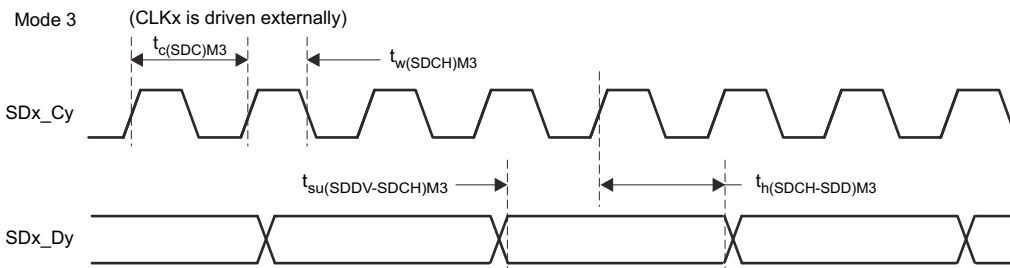 Mode 3 (CLKx is driven externally)
tc(SDC)M3
tw(SDCH)M3
SDx_Cy
tsu(SDDV-SDCH)M3
th(SDCH-SDD)M3
SDx_Dy